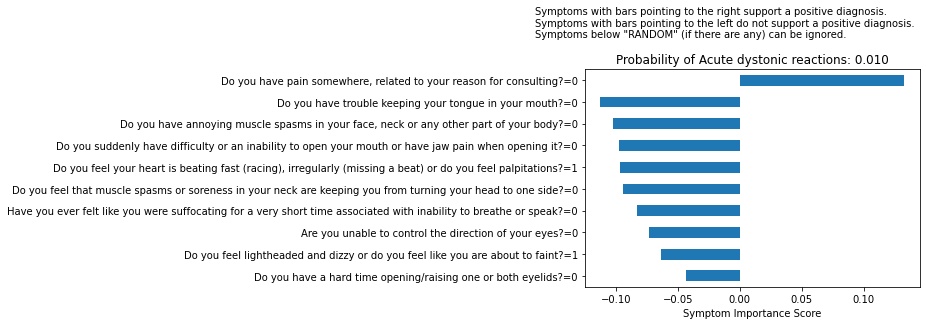 Symptoms with bars pointing to the right support a positive diagnosis.
Symptoms with bars pointing to the left do not support a positive diagnosis.
Symptoms below "RANDOM" (if there are any) can be ignored.
Probability of Acute dystonic reactions: 0.010
Do you have pain somewhere, related to your reason for consulting?=0
Do you have trouble keeping your tongue in your mouth?=0
Do you have annoying muscle spasms in your face, neck or any other part of your body?=0
Do you suddenly have difficulty or an inability to open your mouth or have jaw pain when opening it?=0
Do you feel your heart is beating fast (racing), irregularly (missing a beat) or do you feel palpitations?=1
Do you feel that muscle spasms or soreness in your neck are keeping you from turning your head to one side?=0
Have you ever felt like you were suffocating for a very short time associated with inability to breathe or speak?=0
Are you unable to control the direction of your eyes?=0
Do you feel lightheaded and dizzy or do you feel like you are about to faint?=1
Do you have a hard time opening/raising one or both eyelids?=0
−0.10 −0.05 0.00 0.05 0.10
Symptom Importance Score